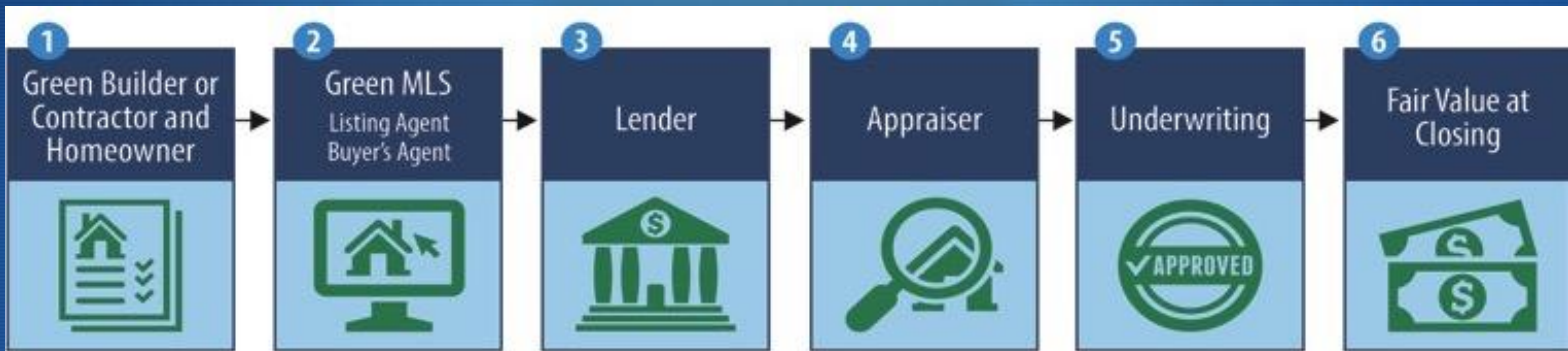 1
Green Builder or
Contractor and
Homeowner
2
Green MLS
Listing Agent
Buyer's Agent
3
Lender
$
4
Appraiser
5
Underwriting
APPROVED
6
Fair Value at
Closing
$
$